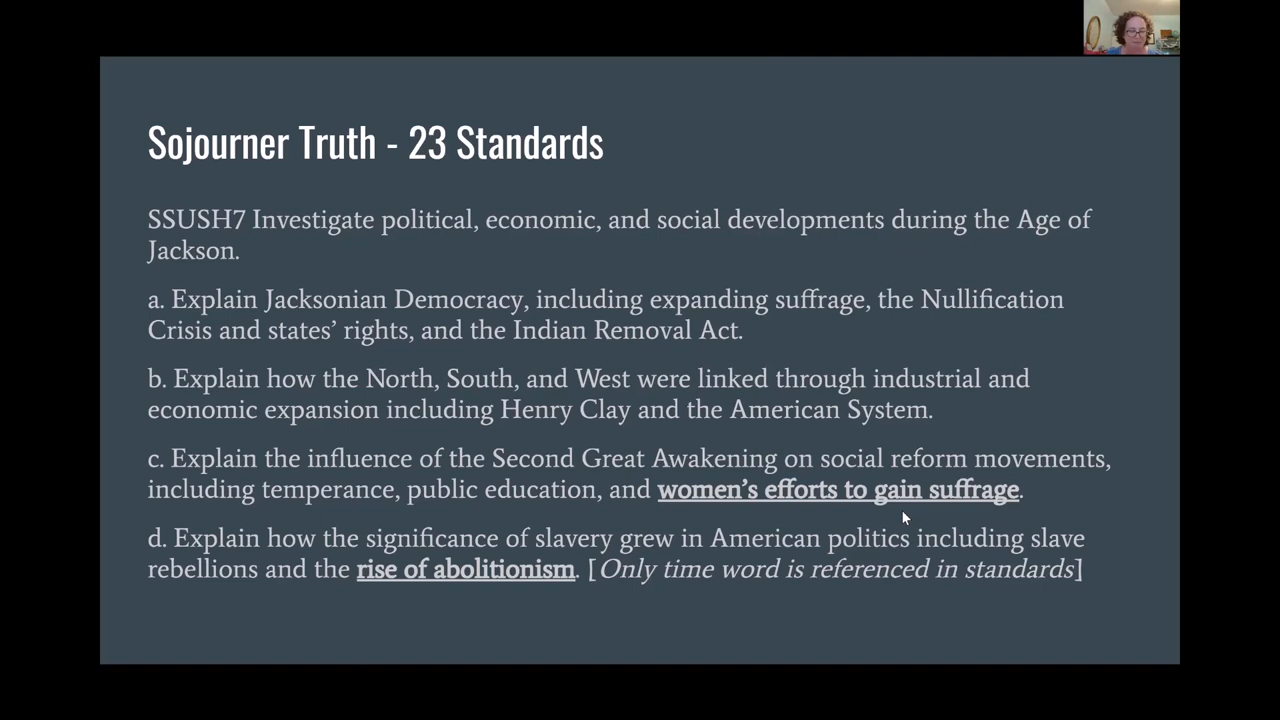 Sojourner Truth - 23 Standards
SSUSH7 Investigate political, economic, and social developments during the Age of
Jackson.
a. Explain Jacksonian Democracy, including expanding suffrage, the Nullification
Crisis and states’ rights, and the Indian Removal Act.
b. Explain how the North, South, and West were linked through industrial and
economic expansion including Henry Clay and the American System.
c. Explain the influence of the Second Great Awakening on social reform movements,
including temperance, public education, and women’s efforts to gain suffrage.
d. Explain how the significance of slavery grew in American politics including slave
rebellions and the rise of abolitionism. [Only time word is referenced in standards]